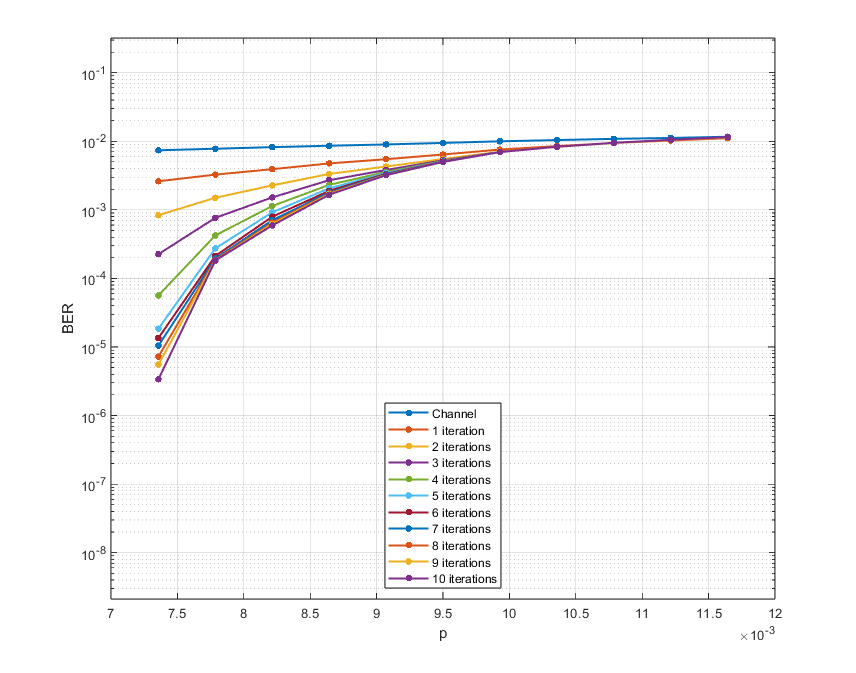 10^-1
10^-2
10^-3
10^-4
10^-5
10^-6
10^-7
10^-8
BER
Channel
1 iteration
2 iterations
3 iterations
4 iterations
5 iterations
6 iterations
7 iterations
8 iterations
9 iterations
10 iterations
7 7.5 8 8.5 9 9.5 10 10.5 11 11.5 12
p
×10^-3